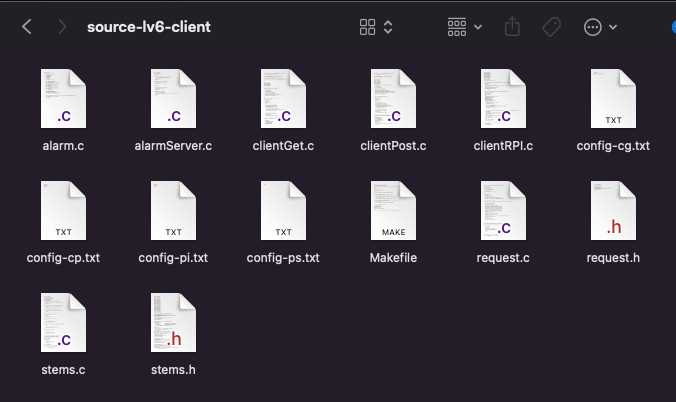 source-lv6-client
.C
.C
.C
.C
.C
TXT
alarm.c
alarmServer.c
clientGet.c
clientPost.c
clientRPI.c
config-cg.txt
TXT
TXT
TXT
MAKE
.C
.h
config-cp.txt
config-pi.txt
config-ps.txt
Makefile
request.c
request.h
.C
.h
stems.c
stems.h